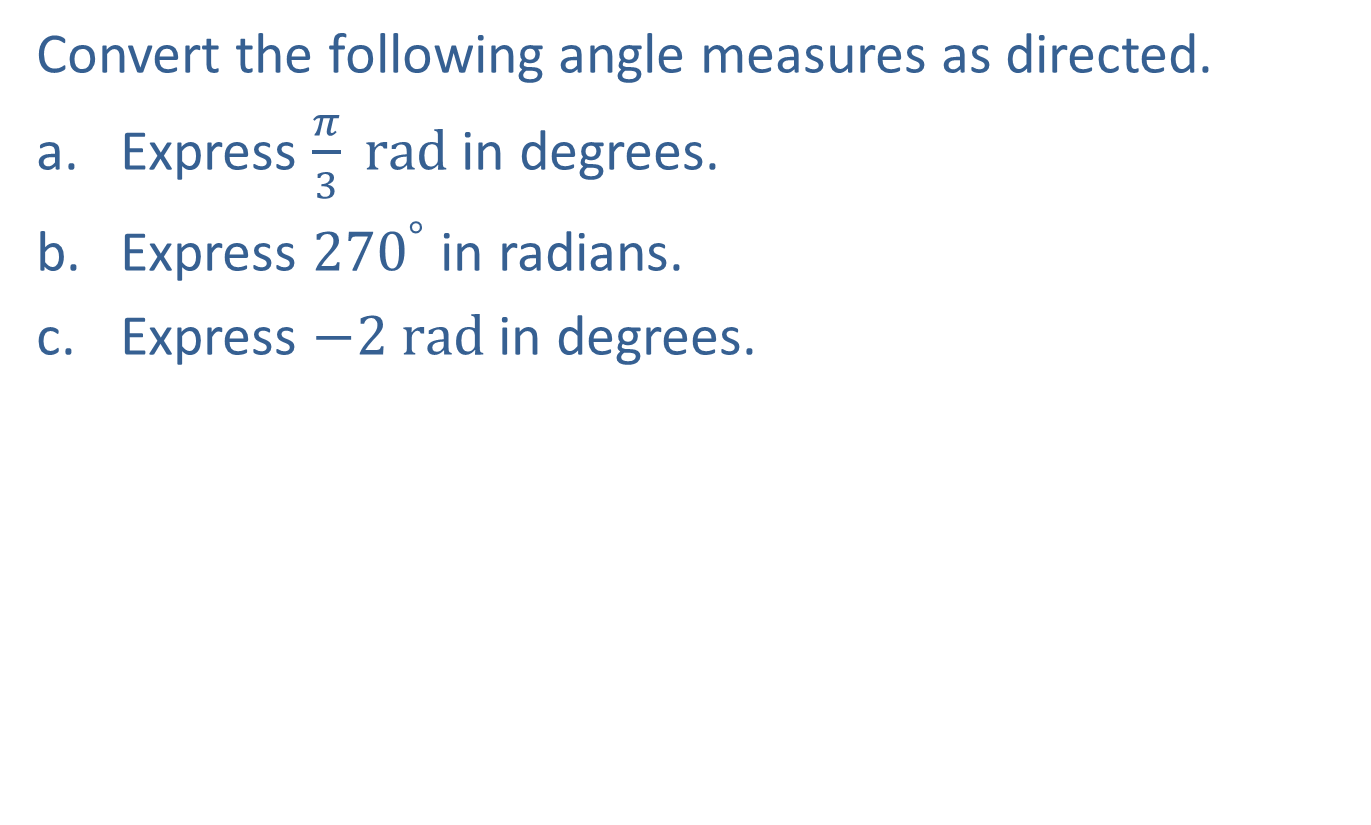 Convert the following angle measures as directed.
a. Express π/3 rad in degrees.
b. Express 270° in radians.
c. Express −2 rad in degrees.